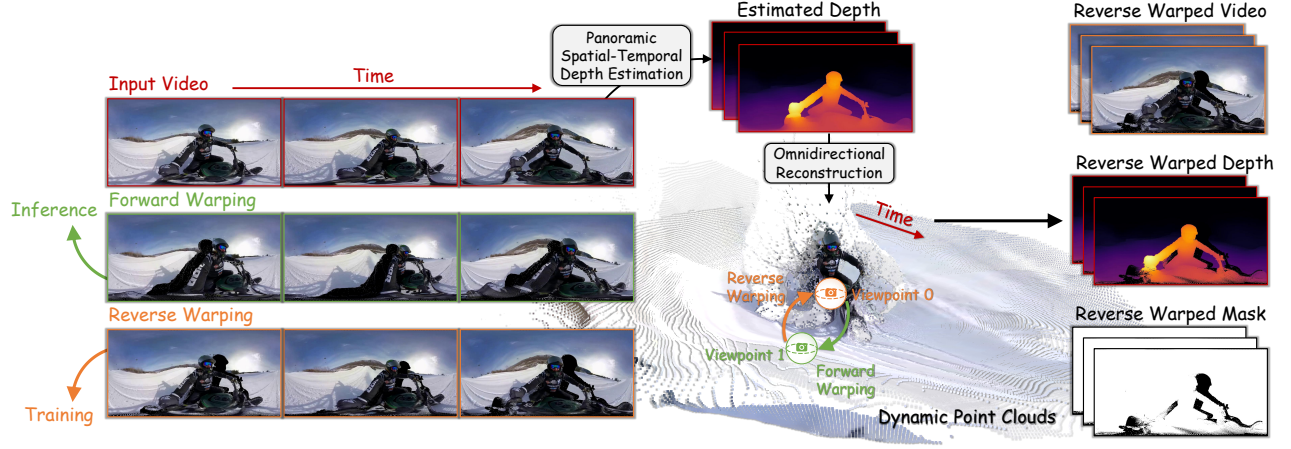 Input Video
Time
Panoramic
Spatial-Temporal
Depth Estimation
Estimated Depth
Reverse Warped Video
Omnidirectional
Reconstruction
Forward Warping
Inference
Reverse Warping
Training
Time
Reverse
Warping
Viewpoint 0
Viewpoint 1
Forward
Warping
Dynamic Point Clouds
Reverse Warped Depth
Reverse Warped Mask